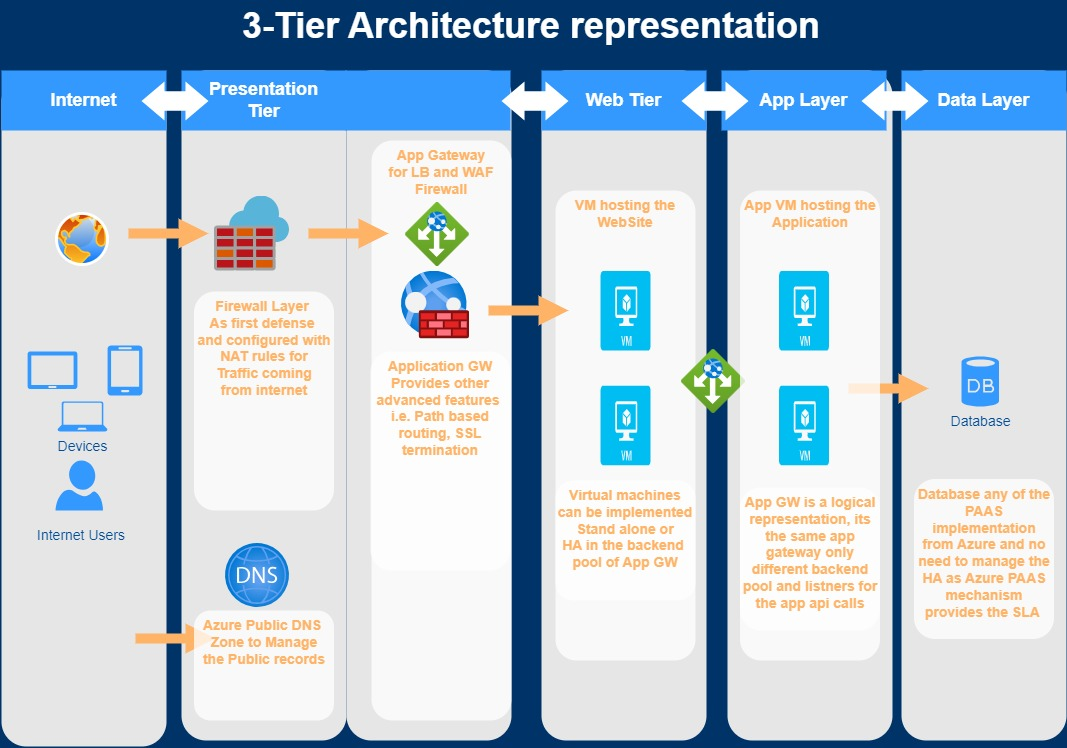 3-Tier Architecture representation
Internet
Presentation
Tier
Web Tier
App Layer
Data Layer
Devices
Internet Users
Firewall Layer
As first defense
and configured with
NAT rules for
Traffic coming
from internet
DNS
Azure Public DNS
Zone to Manage
the Public records
App Gateway
for LB and WAF
Firewall
Application GW
Provides other
advanced features
i.e. Path based
routing, SSL
termination
VM hosting the
WebSite
VM
VM
Virtual machines
can be implemented
Stand alone or
HA in the backend
pool of App GW
App VM hosting the
Application
VM
VM
App GW is a logical
representation, its
the same app
gateway only
different backend
pool and listners for
the app api calls
DB
Database
Database any of the
PAAS
implementation
from Azure and no
need to manage the
HA as Azure PAAS
mechanism
provides the SLA